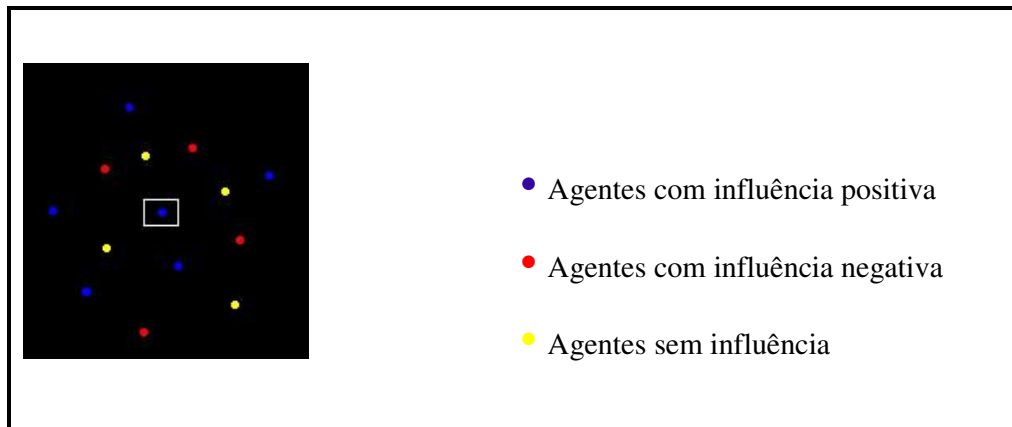 Agentes com influência positiva
Agentes com influência negativa
Agentes sem influência